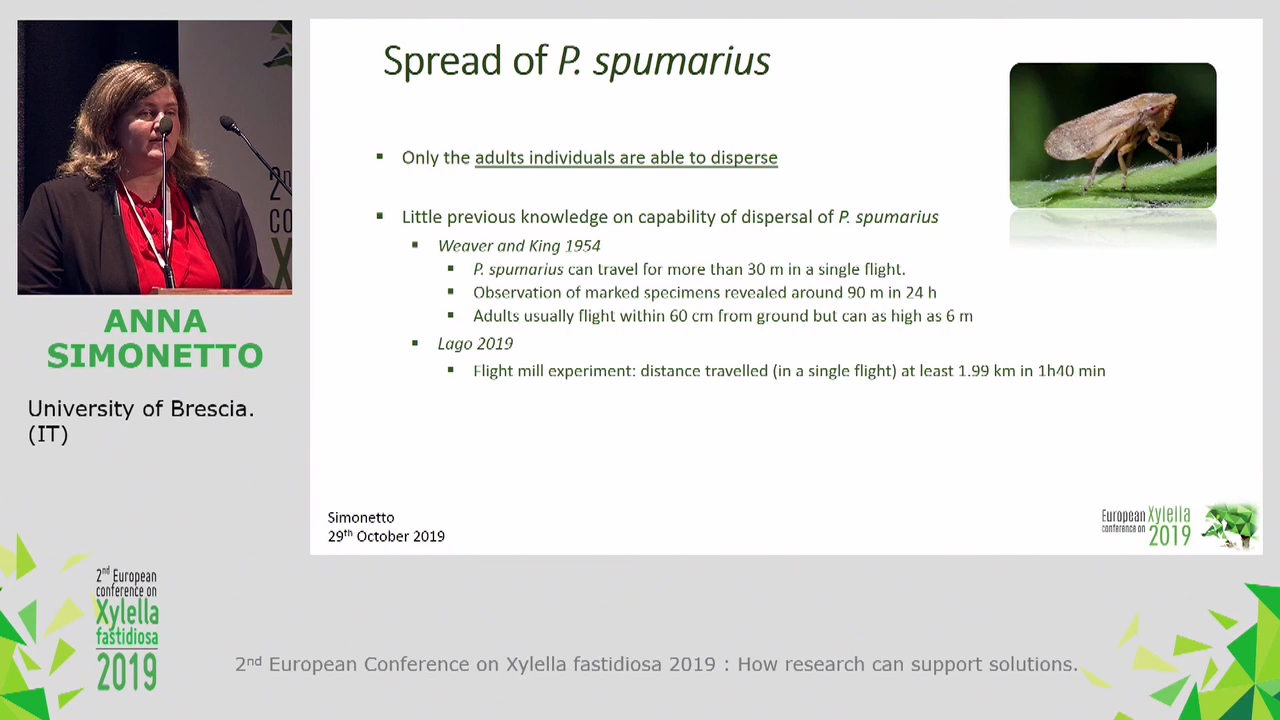 Spread of P. spumarius
▪ Only the adults individuals are able to disperse
▪ Little previous knowledge on capability of dispersal of P. spumarius
▪ Weaver and King 1954
▪ P. spumarius can travel for more than 30 m in a single flight.
▪ Observation of marked specimens revealed around 90 m in 24 h
▪ Adults usually flight within 60 cm from ground but can as high as 6 m
▪ Lago 2019
▪ Flight mill experiment: distance travelled (in a single flight) at least 1.99 km in 1h40 min
Simonetto
29th October 2019
European Xylella
conference on 2019
2n
CO
X
ANNA
SIMONETTO
University of Brescia.
(IT)
2nd European
conference on
Xylella
fastidiosa
2019
2nd European Conference on Xylella fastidiosa 2019 : How research can support solutions.